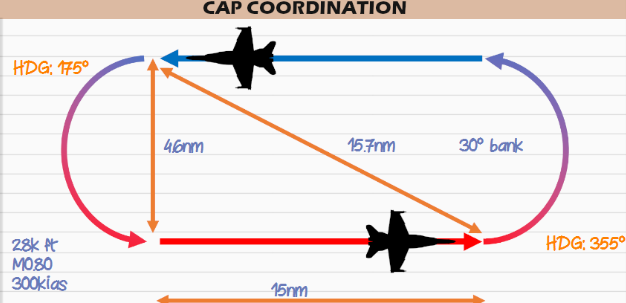 CAP COORDINATION
HDG: 175°
4.6nm
15.7nm
30° bank
28k ft
M0.80
300kias
HDG: 355°
15nm